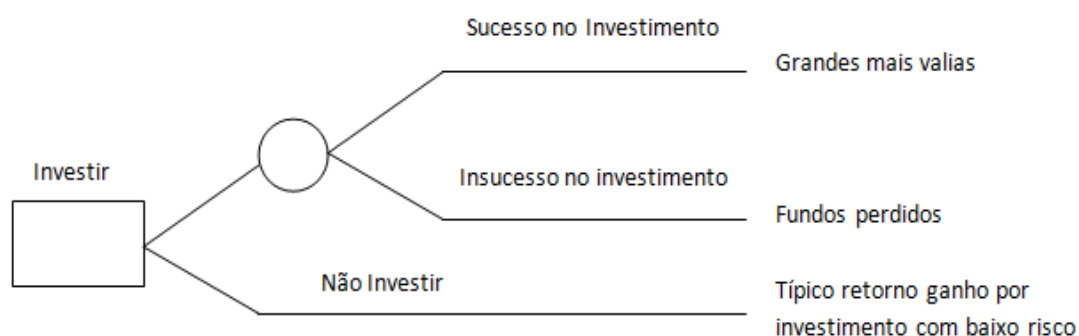 Sucesso no Investimento
Grandes mais valias
Investir
Insucesso no investimento
Fundos perdidos
Não Investir
Típico retorno ganho por
investimento com baixo risco